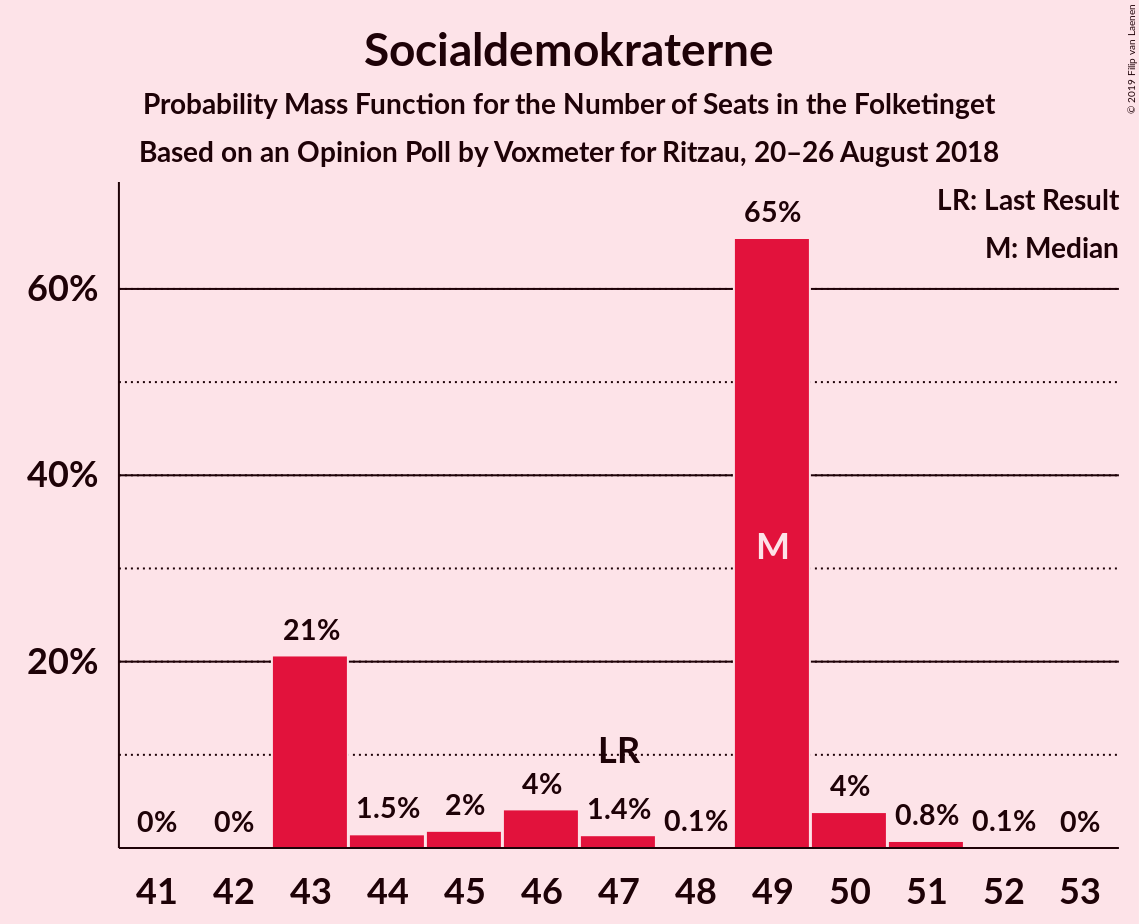 Socialdemokraterne
Probability Mass Function for the Number of Seats in the Folketinget
Based on an Opinion Poll by Voxmeter for Ritzau, 20–26 August 2018
© 2019 Filip van Laenen
LR: Last Result
M: Median
60%
40%
20%
0%
0%
21%
1.5%
2%
4%
LR
1.4%
0.1%
65%
M
4%
0.8%
0.1%
0%
41 42 43 44 45 46 47 48 49 50 51 52 53